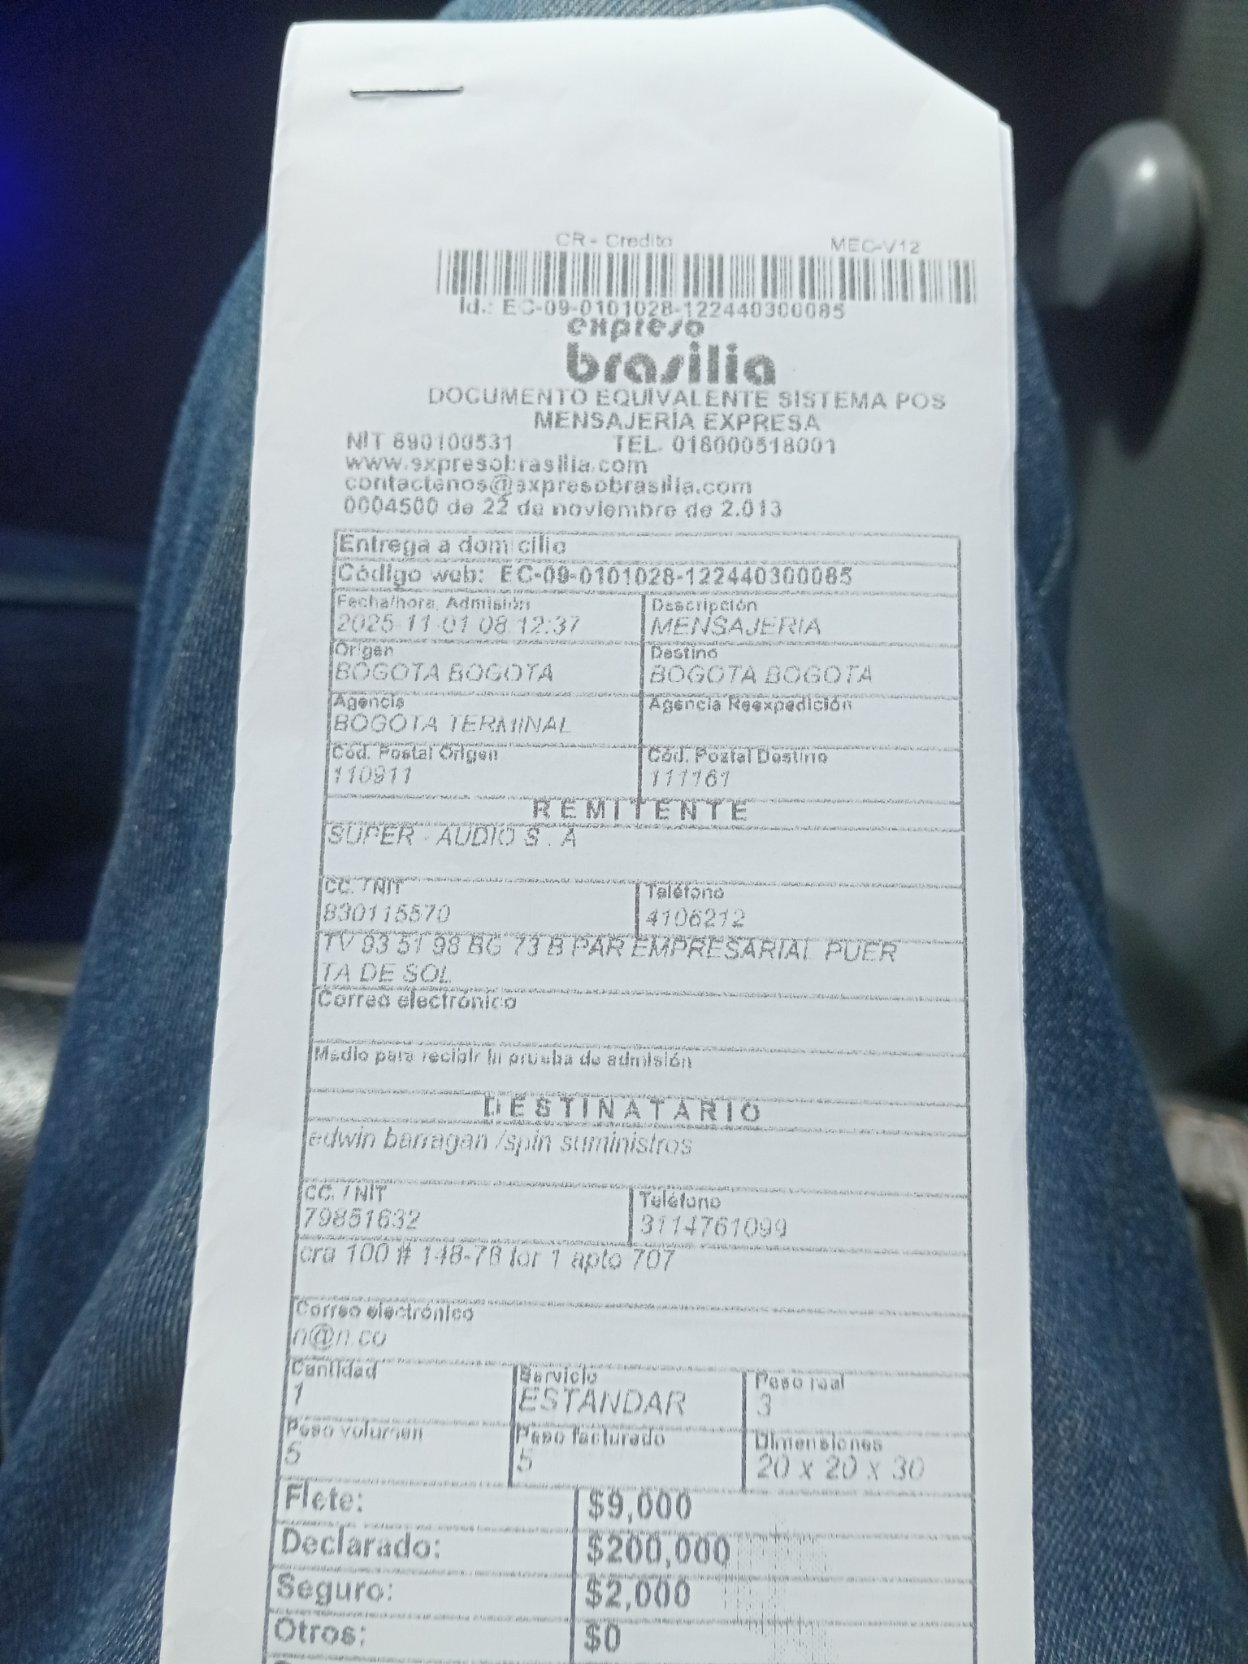 CR - Credito MEC-V12
Id.: EC-09-0101028-122440300085
expreso
brasilia
DOCUMENTO EQUIVALENTE SISTEMA POS
MENSAJERÍA EXPRESA
NIT 890100531 TEL. 018000518001
www.expresobrasilia.com
contactenos@expresobrasilia.com
0004500 de 22 de noviembre de 2.013
Entrega a domicilio
Código web: EC-09-0101028-122440300085
Fecha/hora, Admisión Descripción
2025-11-01 08:12:37 MENSAJERIA
Origen Destino
BOGOTA BOGOTA BOGOTA BOGOTA
Agencia Agencia Reexpedición
BOGOTA TERMINAL
Cód. Postal Origen Cód. Postal Destino
110911 111161
REMITENTE
SUPER - AUDIO S . A
CC. / NIT Teléfono
830115570 4106212
TV 93 51 98 BG 73 B PAR EMPRESARIAL PUER
TA DE SOL
Correo electrónico
Medio para recibir la prueba de admisión
DESTINATARIO
edwin barragan /spin suministros
CC. / NIT Teléfono
79851632 3114761099
cra 100 # 148-78 tor 1 apto 707
Correo electrónico
n@n.co
Cantidad Servicio Peso real
1 ESTANDAR 3
Peso volumen Peso facturado Dimensiones
5 5 20 x 20 x 30
Flete: $9,000
Declarado: $200,000
Seguro: $2,000
Otros: $0